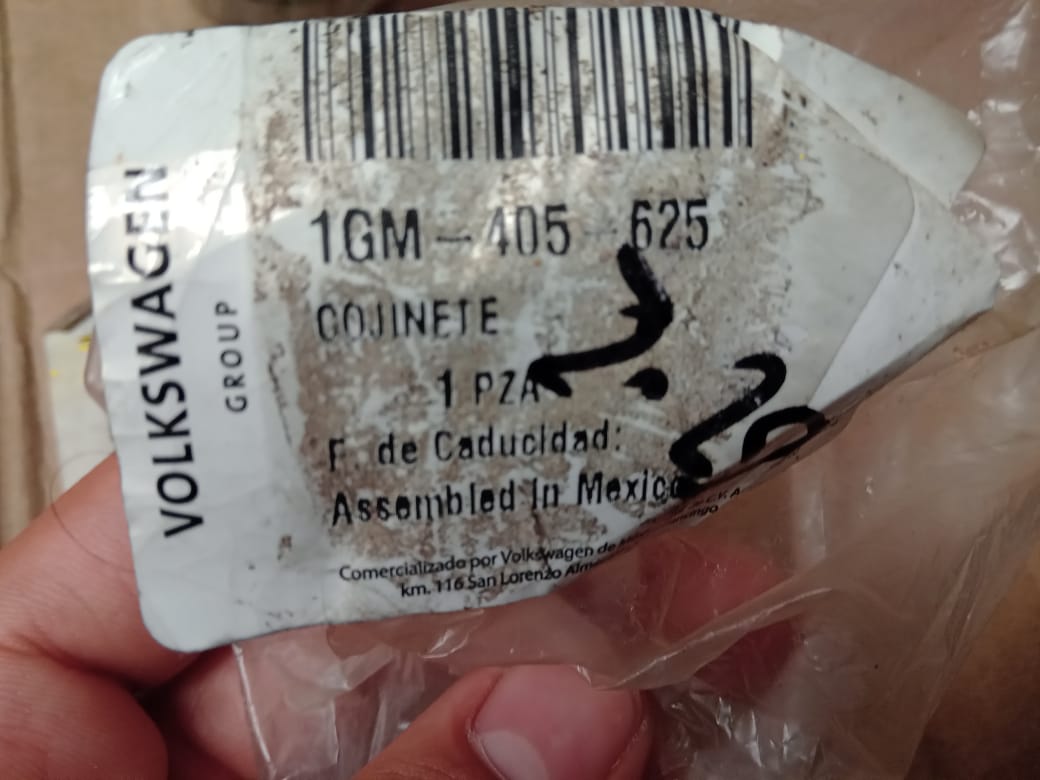 VOLKSWAGEN
GROUP
1GM-405-625
COJINETE
1 PZA
F. de Caducidad:
Assembled in Mexico
Comercializado por Volkswagen de
km. 116 San Lorenzo